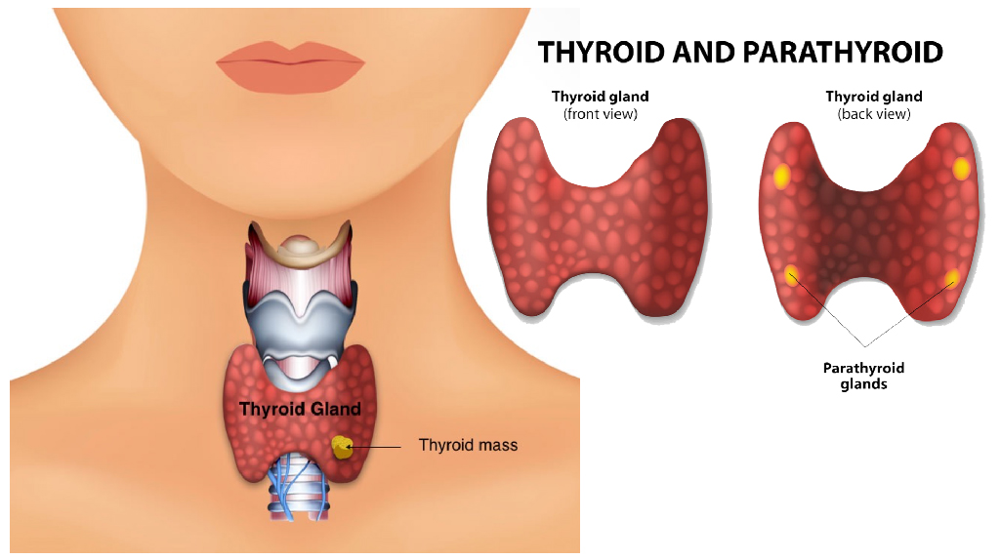 THYROID AND PARATHYROID
Thyroid gland
(front view)
Thyroid gland
(back view)
Parathyroid
glands
Thyroid Gland
Thyroid mass